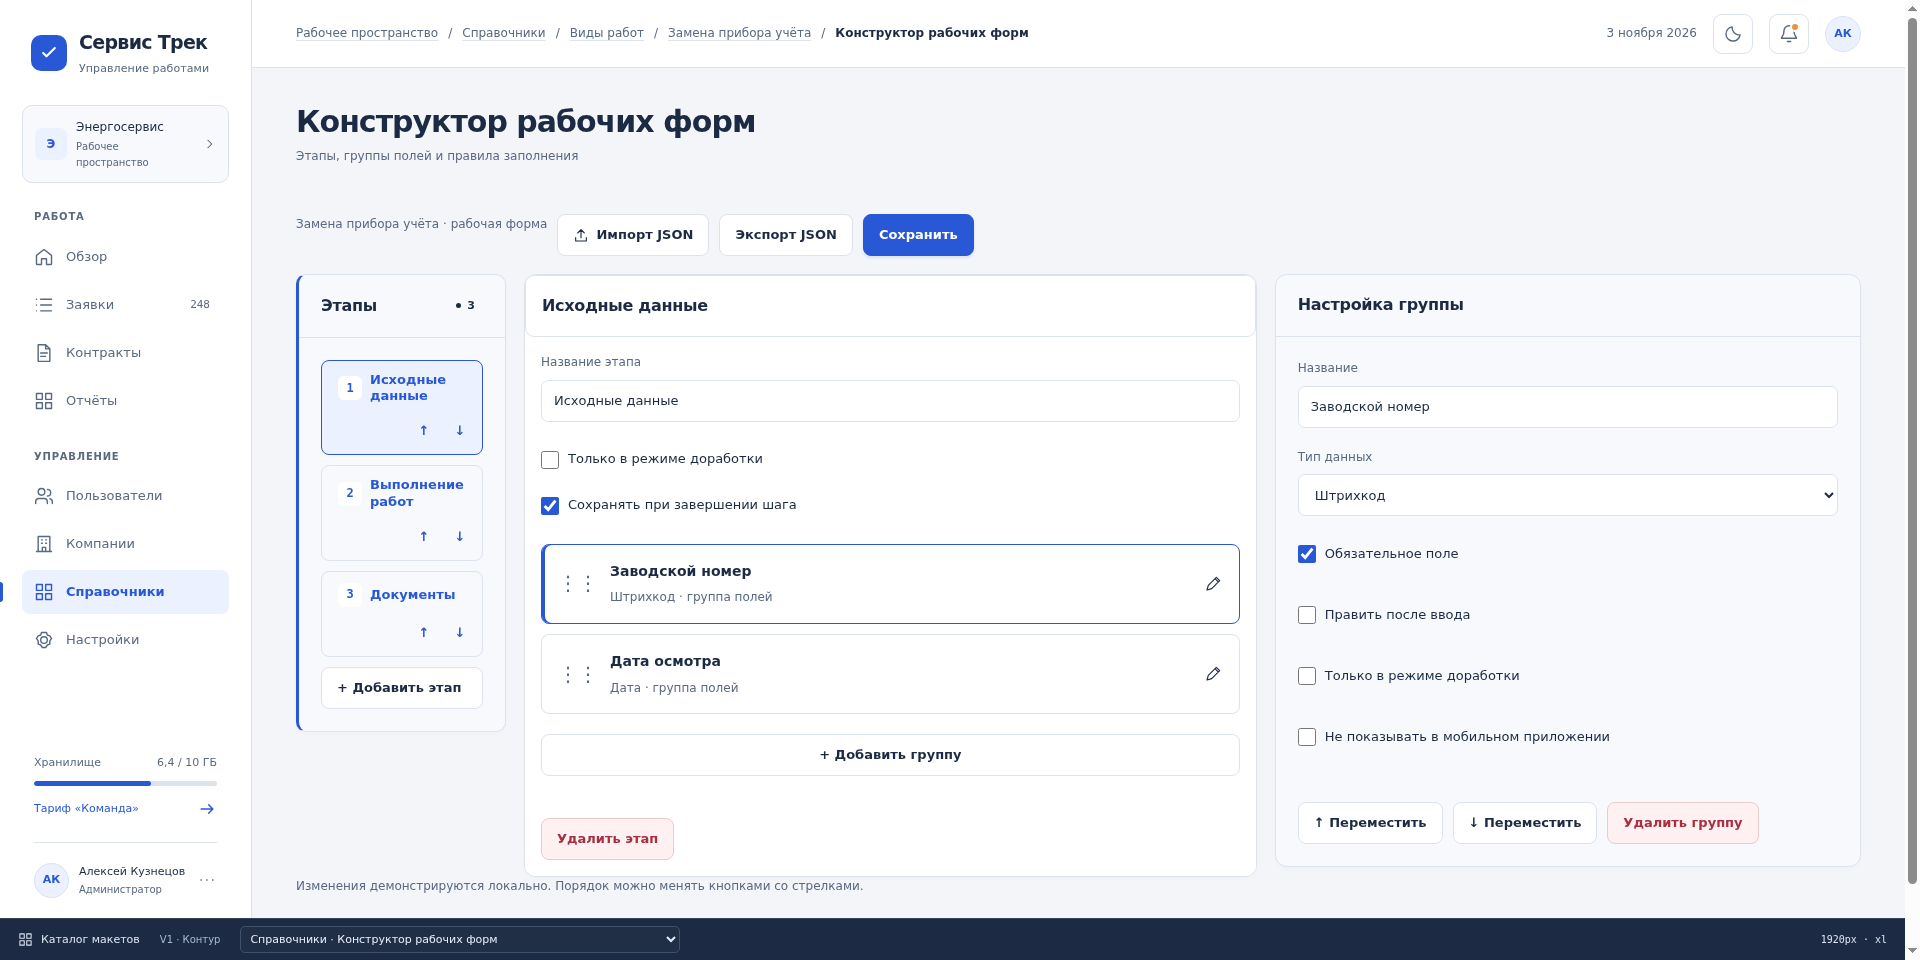 Сервис Трек
Управление работами
Э
Энергосервис
Рабочее
пространство
РАБОТА
Обзор
Заявки 248
Контракты
Отчёты
УПРАВЛЕНИЕ
Пользователи
Компании
Справочники
Настройки
Хранилище 6,4 / 10 ГБ
Тариф «Команда»
АК
Алексей Кузнецов
Администратор
Рабочее пространство / Справочники / Виды работ / Замена прибора учёта / Конструктор рабочих форм
3 ноября 2026
АК
Конструктор рабочих форм
Этапы, группы полей и правила заполнения
Замена прибора учёта · рабочая форма
Импорт JSON
Экспорт JSON
Сохранить
Этапы • 3
1 Исходные
данные
↑ ↓
2 Выполнение
работ
↑ ↓
3 Документы
↑ ↓
+ Добавить этап
Исходные данные
Название этапа
Исходные данные
Только в режиме доработки
Сохранять при завершении шага
Заводской номер
Штрихкод · группа полей
Дата осмотра
Дата · группа полей
+ Добавить группу
Удалить этап
Настройка группы
Название
Заводской номер
Тип данных
Штрихкод
Обязательное поле
Править после ввода
Только в режиме доработки
Не показывать в мобильном приложении
↑ Переместить
↓ Переместить
Удалить группу
Изменения демонстрируются локально. Порядок можно менять кнопками со стрелками.
Каталог макетов
V1 · Контур
Справочники · Конструктор рабочих форм
1920px · xl